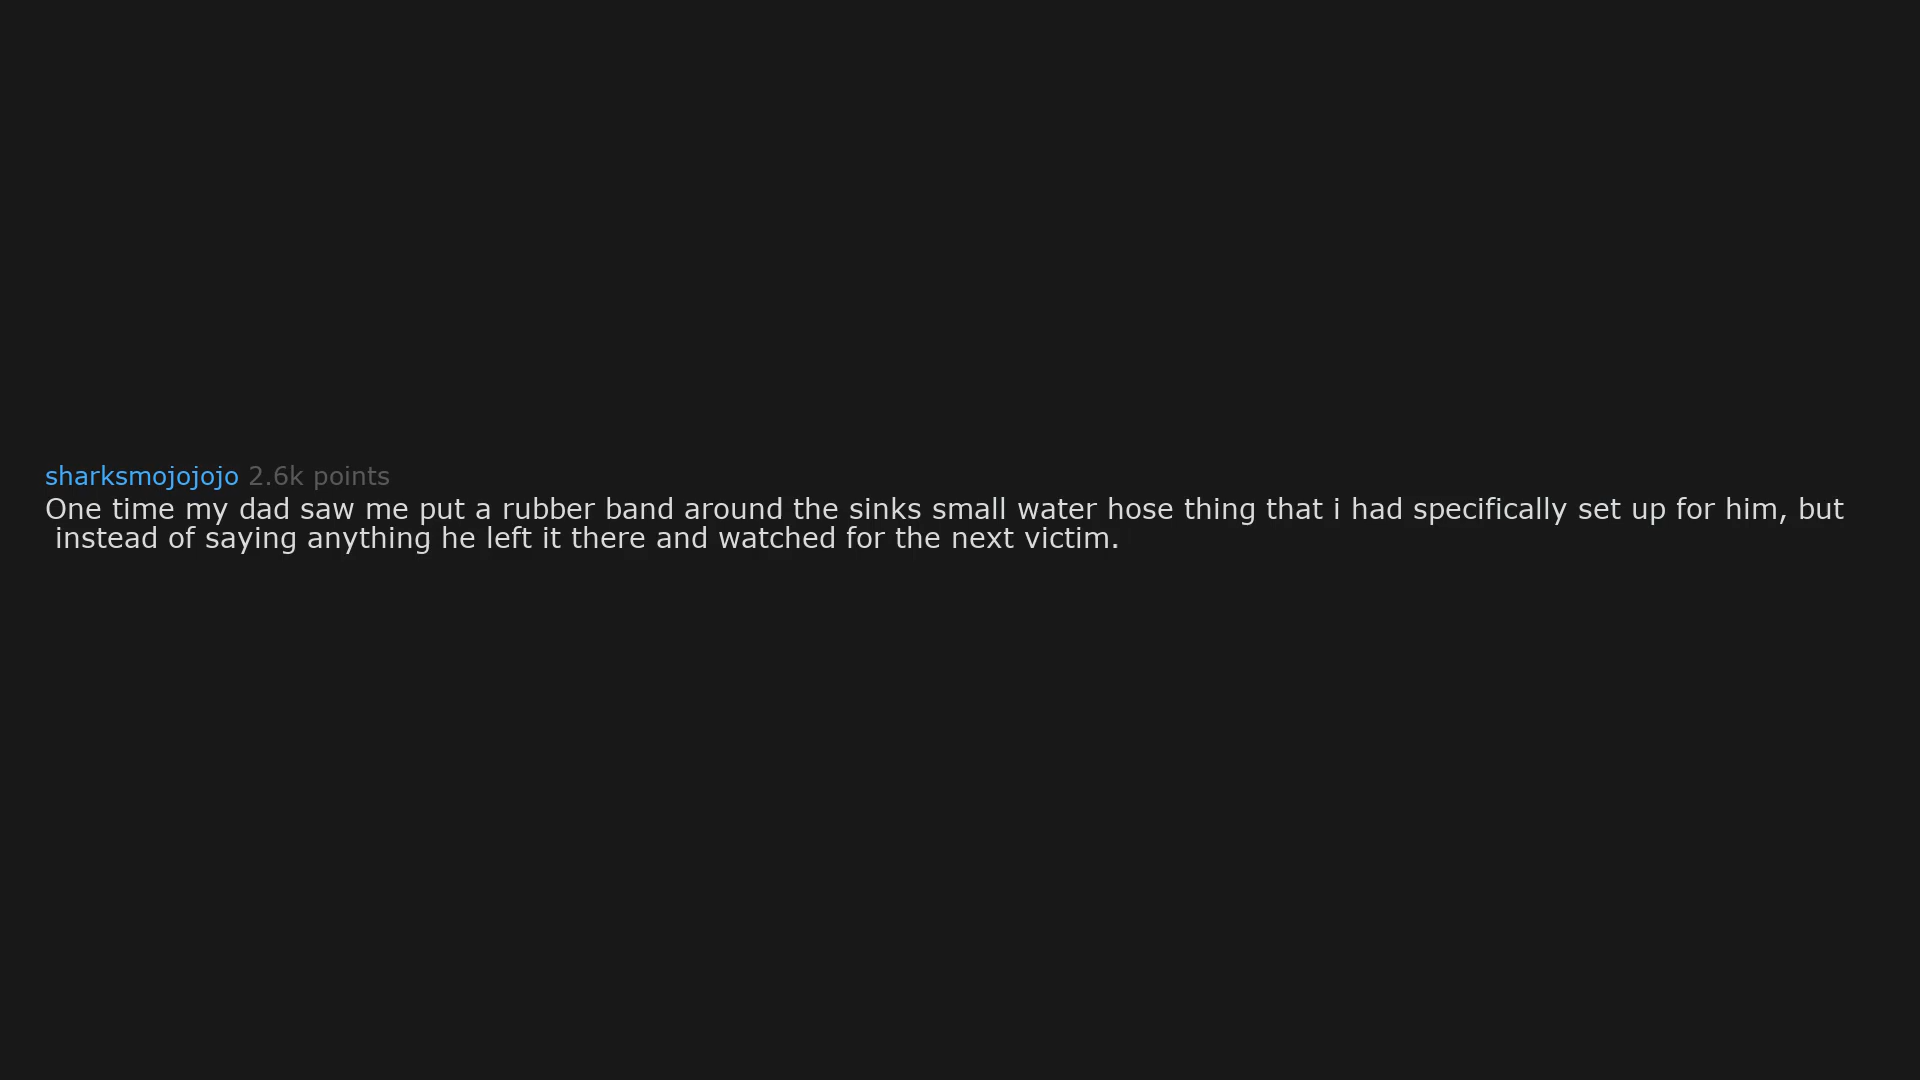 sharksmojojojo 2.6k points
One time my dad saw me put a rubber band around the sinks small water hose thing that i had specifically set up for him, but
instead of saying anything he left it there and watched for the next victim.